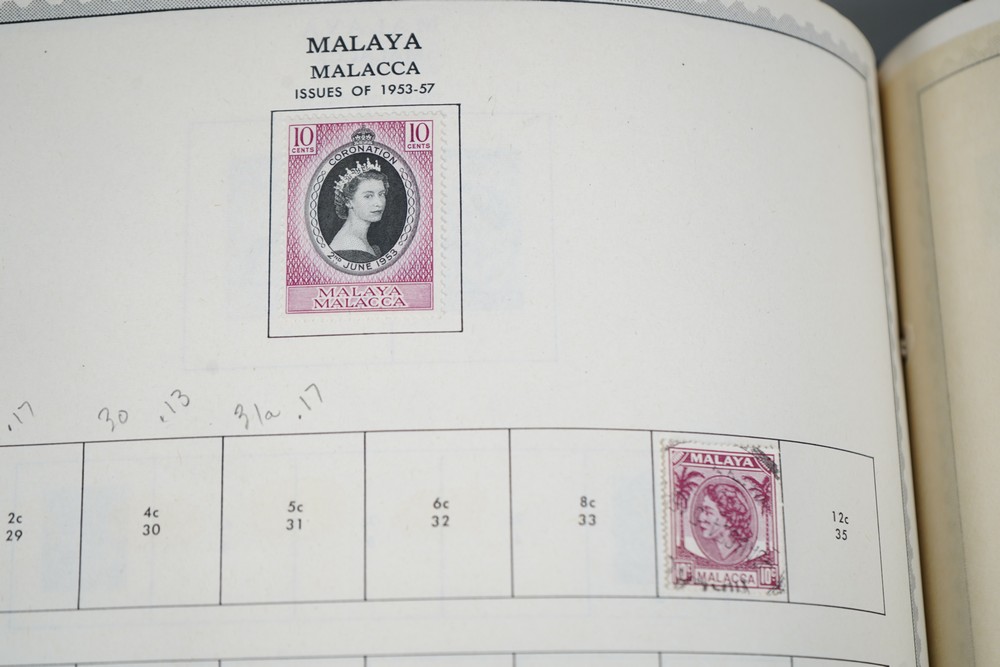 MALAYA
MALACCA
ISSUES OF 1953-57
10 10
CENTS CENTS
CORONATION
2ND JUNE 1953
MALAYA
MALACCA
.17 30 .13 31a .17
2c
29
4c
30
5c
31
6c
32
8c
33
MALAYA
MALACCA 10c
12c
35